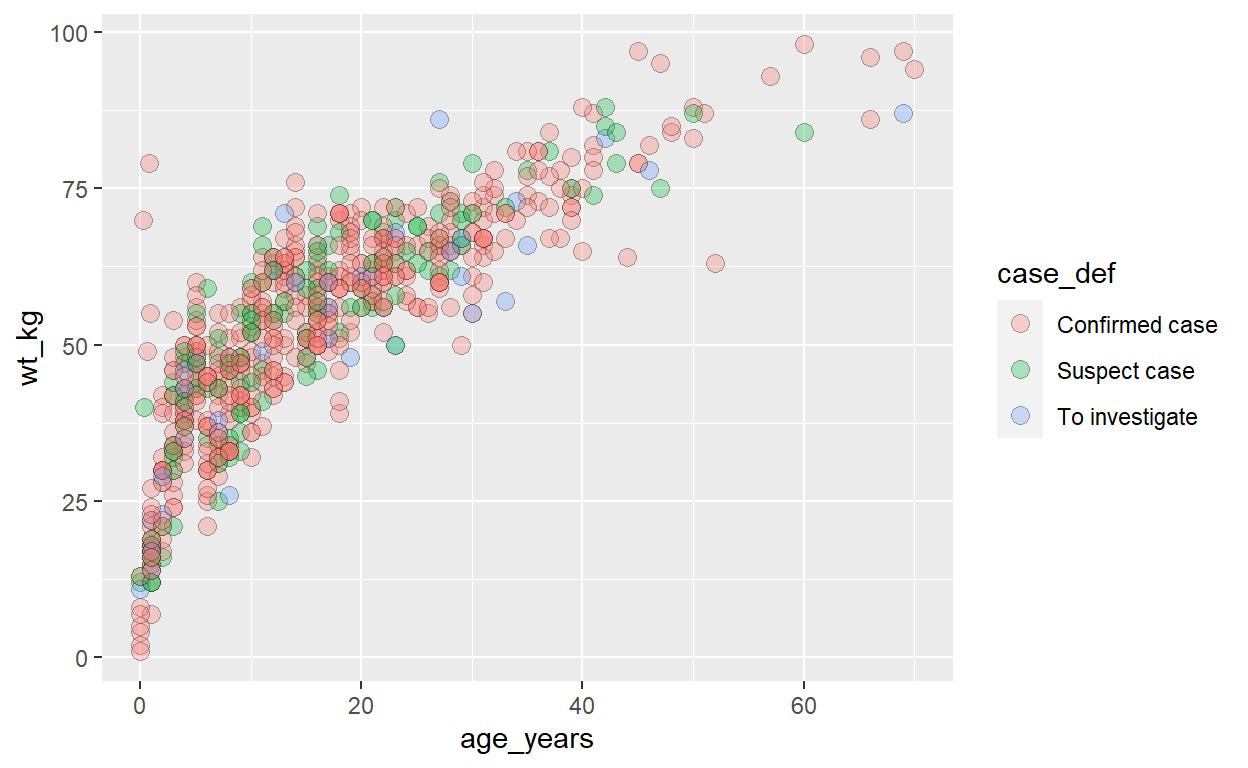 100
75
50
25
0
wt_kg
0 20 40 60
age_years
case_def
Confirmed case
Suspect case
To investigate